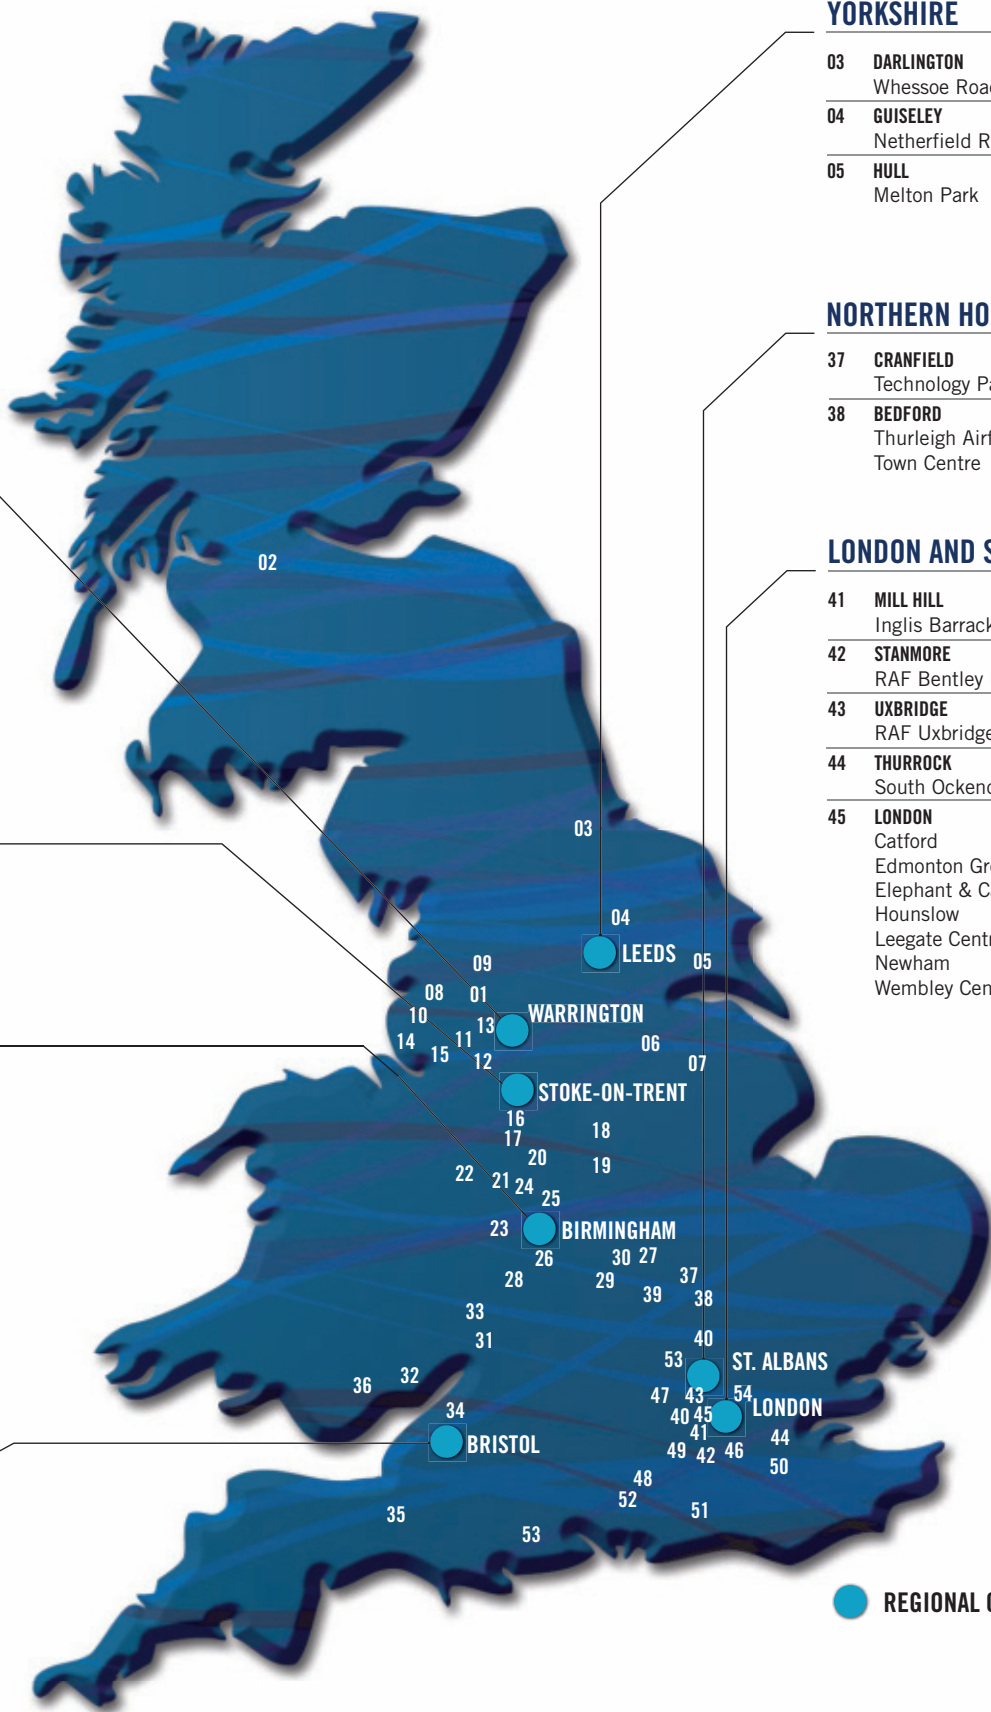 YORKSHIRE
03 DARLINGTON
Whessoe Roa
04 GUISELEY
Netherfield R
05 HULL
Melton Park
NORTHERN HO
37 CRANFIELD
Technology Pa
38 BEDFORD
Thurleigh Airf
Town Centre
LONDON AND S
41 MILL HILL
Inglis Barrack
42 STANMORE
RAF Bentley
43 UXBRIDGE
RAF Uxbridge
44 THURROCK
South Ockend
45 LONDON
Catford
Edmonton Gr
Elephant & C
Hounslow
Leegate Centr
Newham
Wembley Cen
02
03
04
LEEDS
05
09
08
01
10
13
WARRINGTON
14
11
15
12
06
07
STOKE-ON-TRENT
16
17
18
20
19
22
21
24
25
23
BIRMINGHAM
26
30
27
28
29
37
39
38
33
31
40
53
ST. ALBANS
32
36
47
43
54
34
40
45
LONDON
41
44
BRISTOL
49
42
46
50
48
52
51
35
53
REGIONAL O